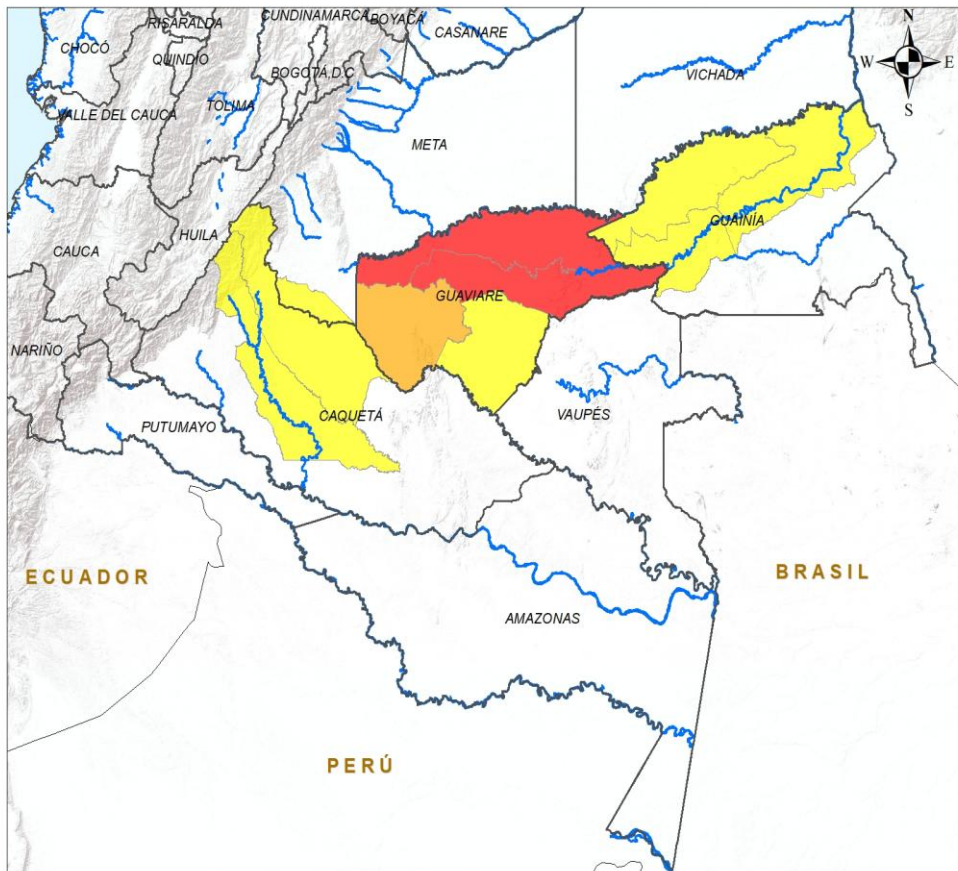 CUNDINAMARCA
BOYACÁ
RISARALDA
CASANARE
N
CHOCÓ
QUINDIO
W
E
BOGOTÁ D.C
VICHADA
S
TOLIMA
VALLE DEL CAUCA
META
GUAINÍA
HUILA
CAUCA
GUAVIARE
NARIÑO
CAQUETÁ
VAUPÉS
PUTUMAYO
ECUADOR
BRASIL
AMAZONAS
PERÚ